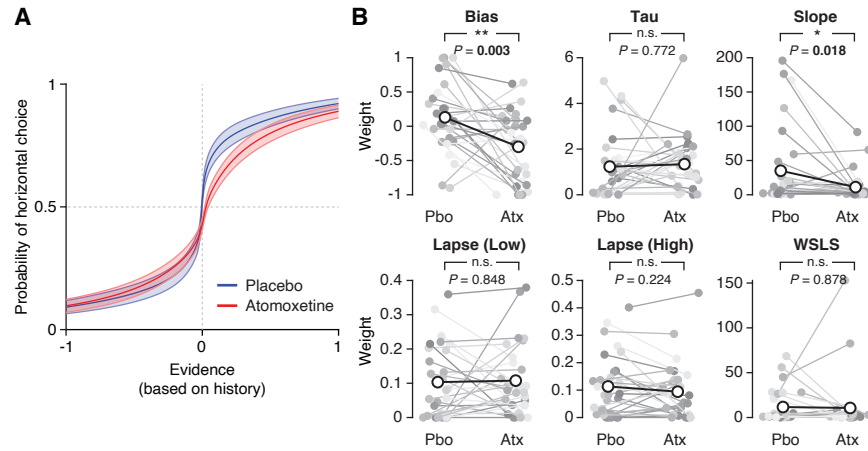 A
Probability of horizontal choice
1
0.5
0
-1
0
1
Placebo
Atomoxetine
Evidence
(based on history)
B
Bias
**
P = 0.003
Weight
1
0.5
0
-0.5
-1
Pbo Atx
Tau
n.s.
P = 0.772
6
4
2
0
Pbo Atx
Slope
*
P = 0.018
200
150
100
50
0
Pbo Atx
Lapse (Low)
n.s.
P = 0.848
Weight
0.4
0.3
0.2
0.1
0
Pbo Atx
Lapse (High)
n.s.
P = 0.224
0.5
0.4
0.3
0.2
0.1
0
Pbo Atx
WSLS
n.s.
P = 0.878
150
100
50
0
Pbo Atx